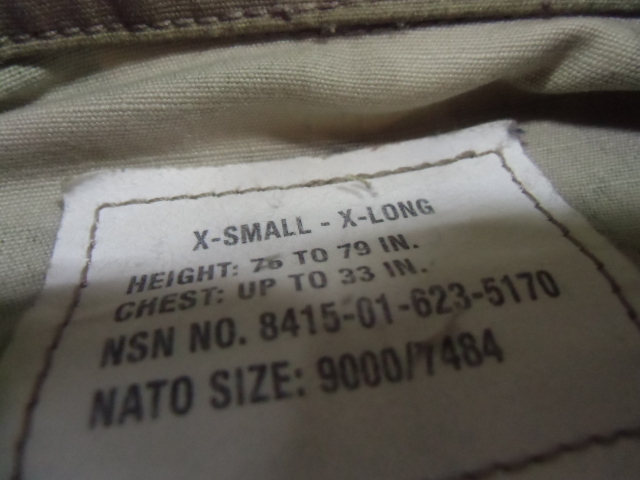 X-SMALL - X-LONG
HEIGHT: 75 TO 79 IN.
CHEST: UP TO 33 IN.
NSN NO. 8415-01-623-5170
NATO SIZE: 9000/7484